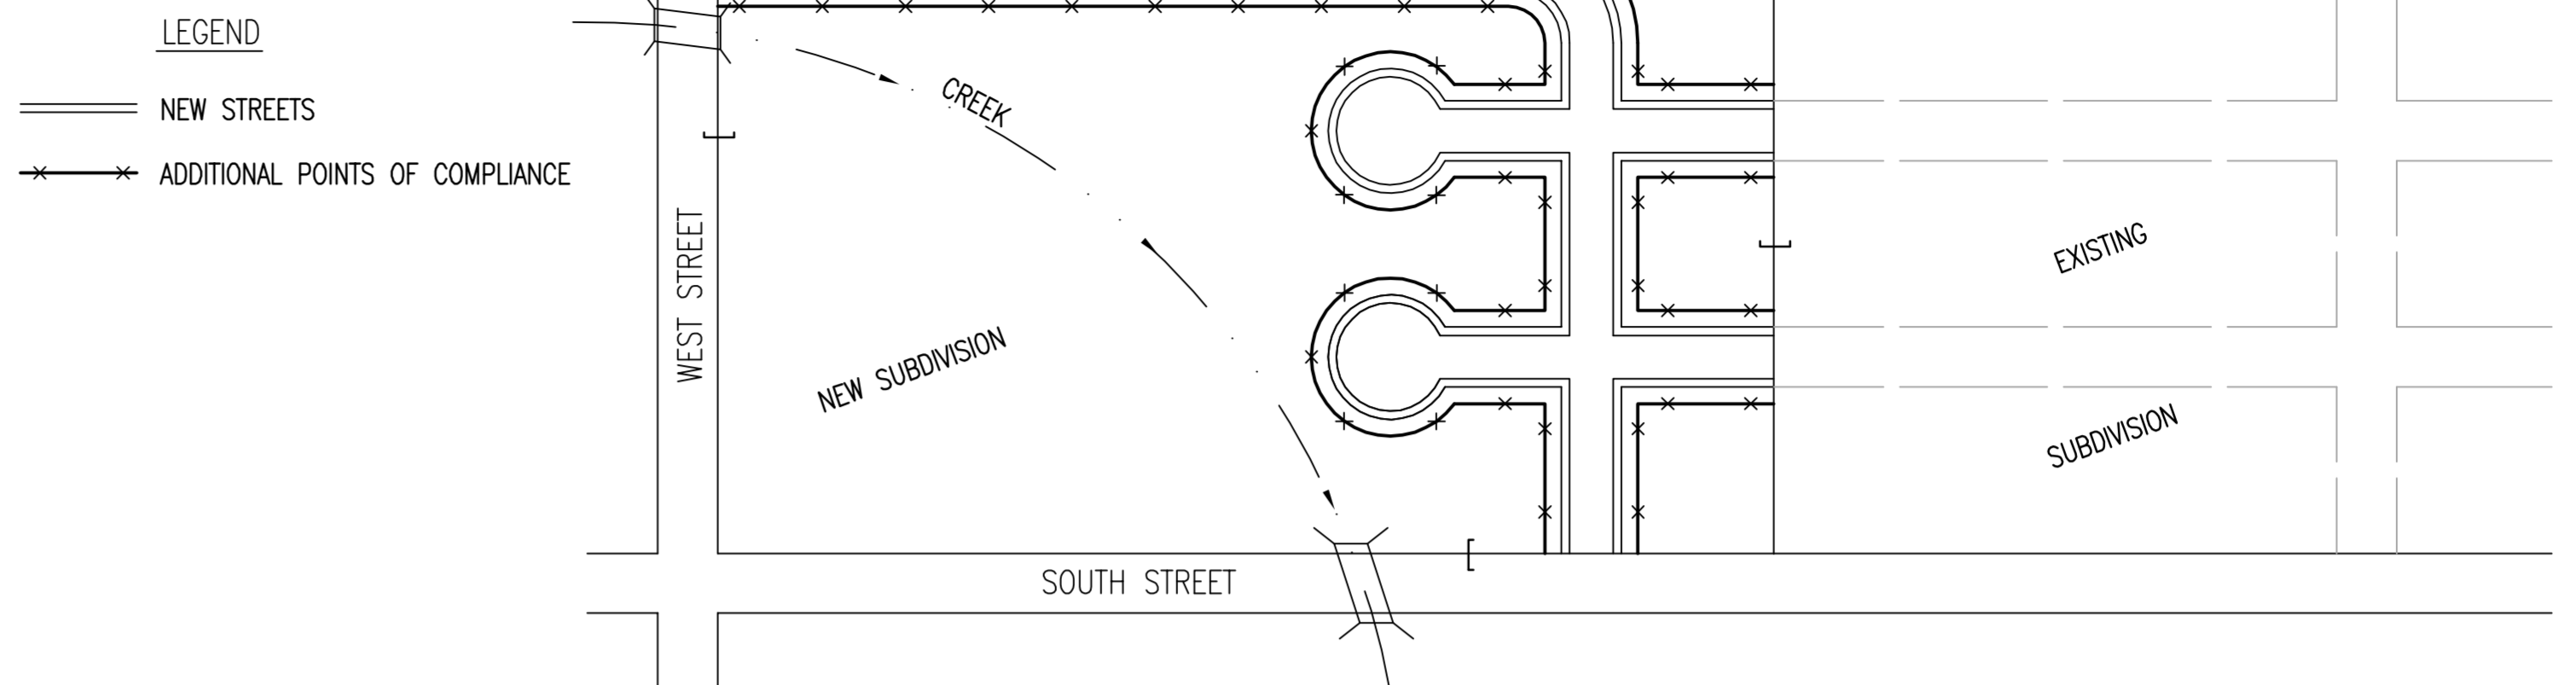 LEGEND
NEW STREETS
ADDITIONAL POINTS OF COMPLIANCE
CREEK
WEST STREET
NEW SUBDIVISION
EXISTING
SUBDIVISION
SOUTH STREET